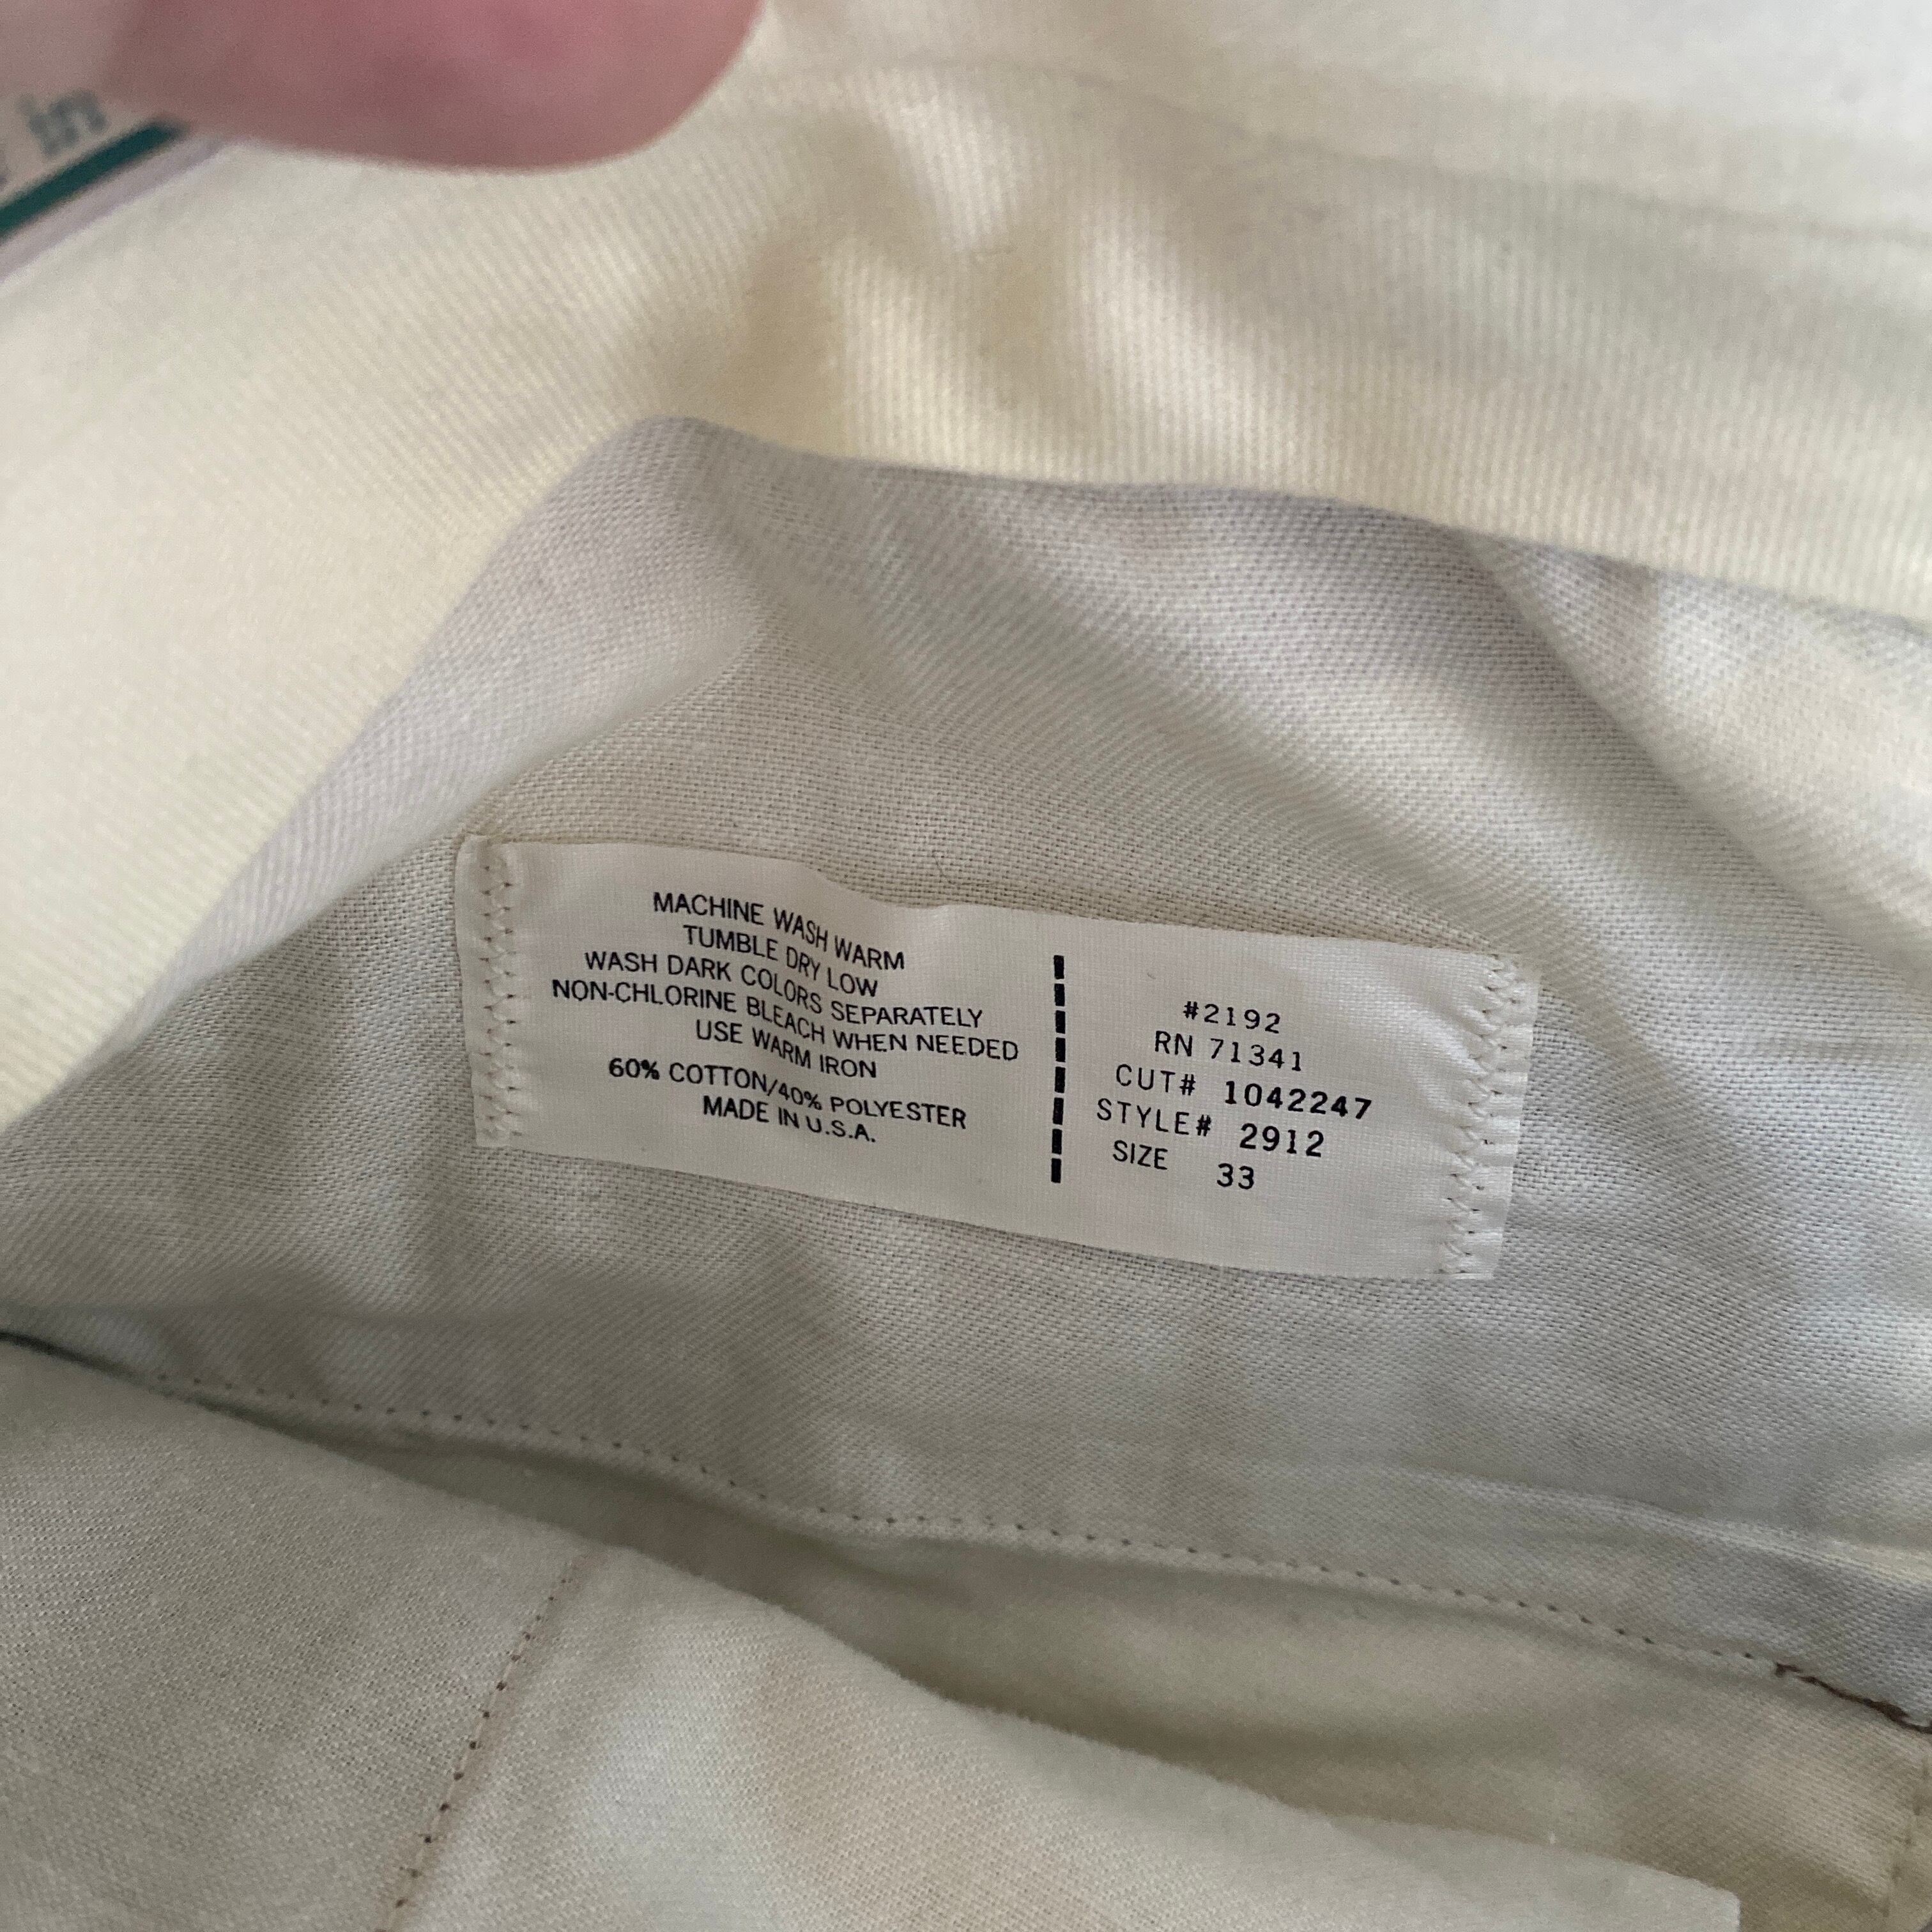 in
MACHINE WASH WARM
TUMBLE DRY LOW
WASH DARK COLORS SEPARATELY
NON-CHLORINE BLEACH WHEN NEEDED
USE WARM IRON
60% COTTON/40% POLYESTER
MADE IN U.S.A.
#2192
RN 71341
CUT# 1042247
STYLE# 2912
SIZE 33